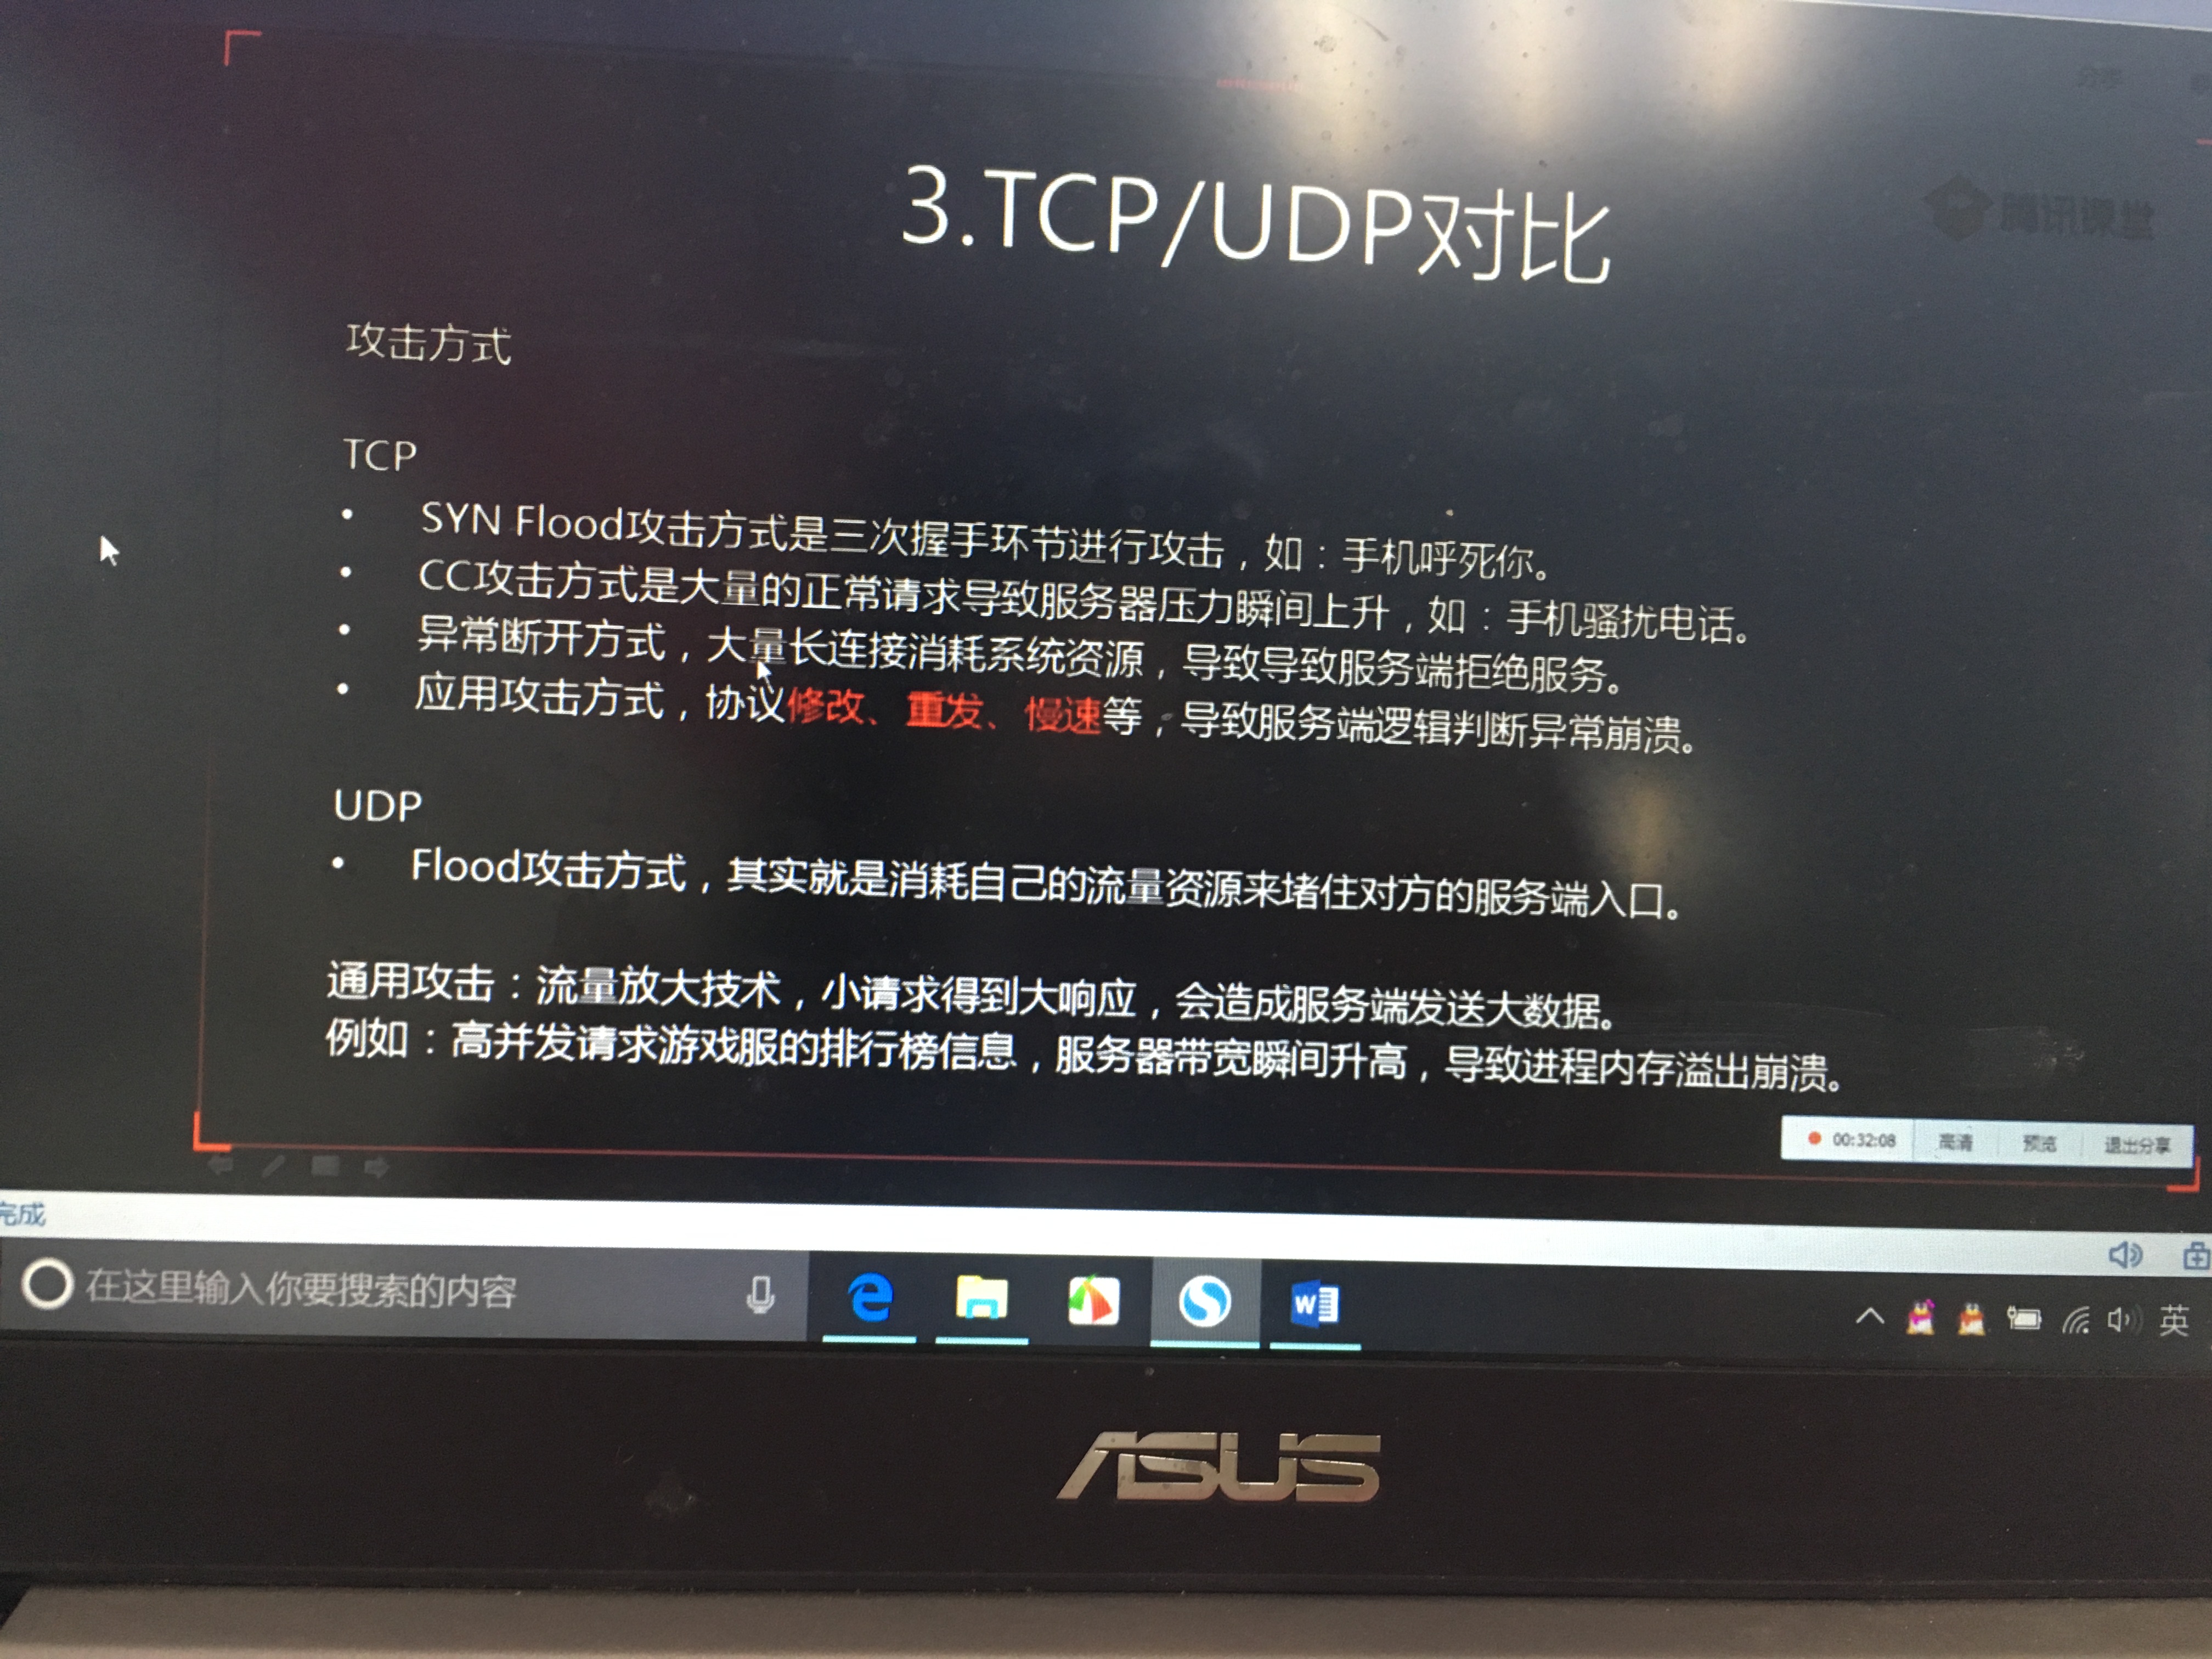 3.TCP/UDP对比
腾讯课堂
攻击方式
TCP
• SYN Flood攻击方式是三次握手环节进行攻击，如：手机呼死你。
• CC攻击方式是大量的正常请求导致服务器压力瞬间上升，如：手机骚扰电话。
• 异常断开方式，大量长连接消耗系统资源，导致导致服务端拒绝服务。
• 应用攻击方式，协议修改、重发、慢速等，导致服务端逻辑判断异常崩溃。
UDP
• Flood攻击方式，其实就是消耗自己的流量资源来堵住对方的服务端入口。
通用攻击：流量放大技术，小请求得到大响应，会造成服务端发送大数据。
例如：高并发请求游戏服的排行榜信息，服务器带宽瞬间升高，导致进程内存溢出崩溃。
00:32:08 高清 预览 退出分享
完成
在这里输入你要搜索的内容
英
ASUS